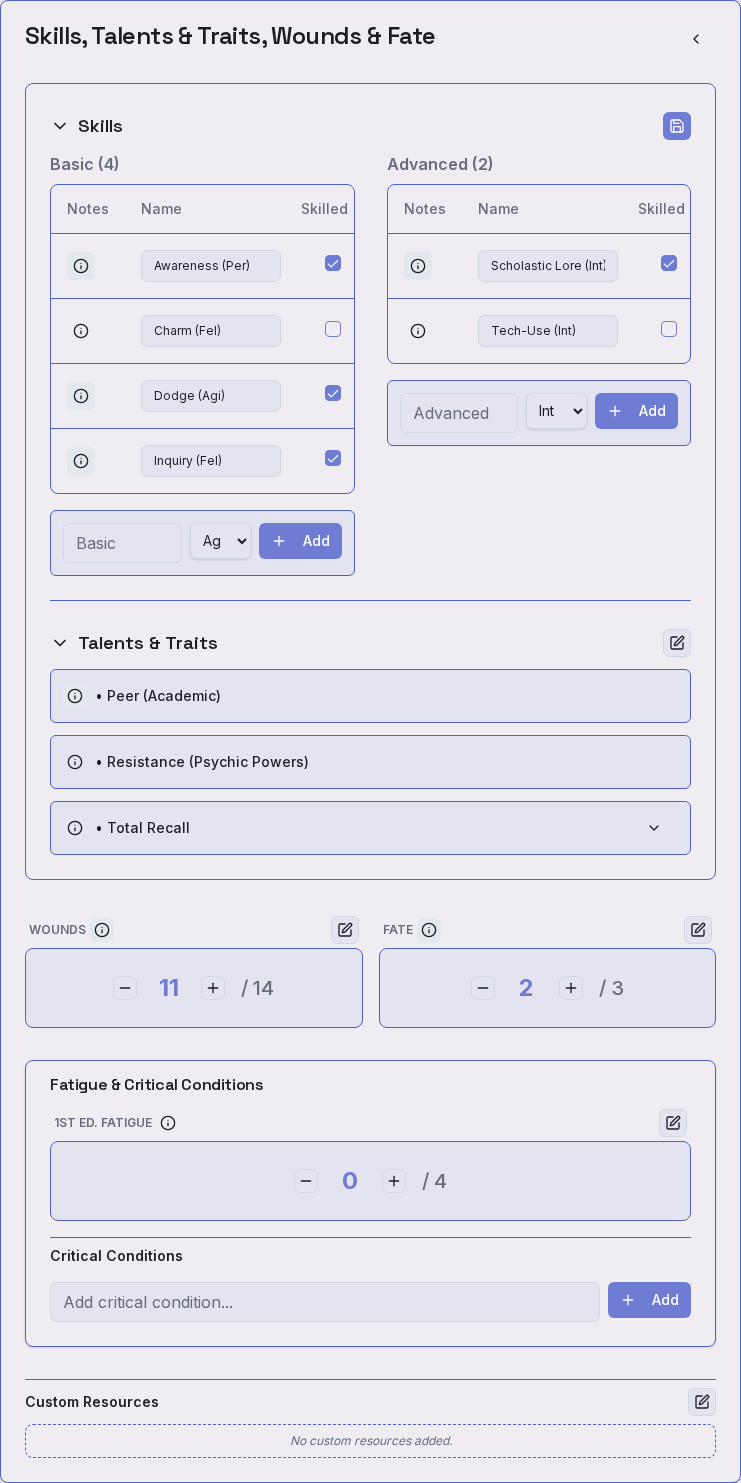 Skills, Talents & Traits, Wounds & Fate
Skills
Basic (4)
Notes Name Skilled
Awareness (Per)
Charm (Fel)
Dodge (Agi)
Inquiry (Fel)
Basic Ag Add
Advanced (2)
Notes Name Skilled
Scholastic Lore (Int)
Tech-Use (Int)
Advanced Int Add
Talents & Traits
• Peer (Academic)
• Resistance (Psychic Powers)
• Total Recall
WOUNDS
11 / 14
FATE
2 / 3
Fatigue & Critical Conditions
1ST ED. FATIGUE
0 / 4
Critical Conditions
Add critical condition... Add
Custom Resources
No custom resources added.